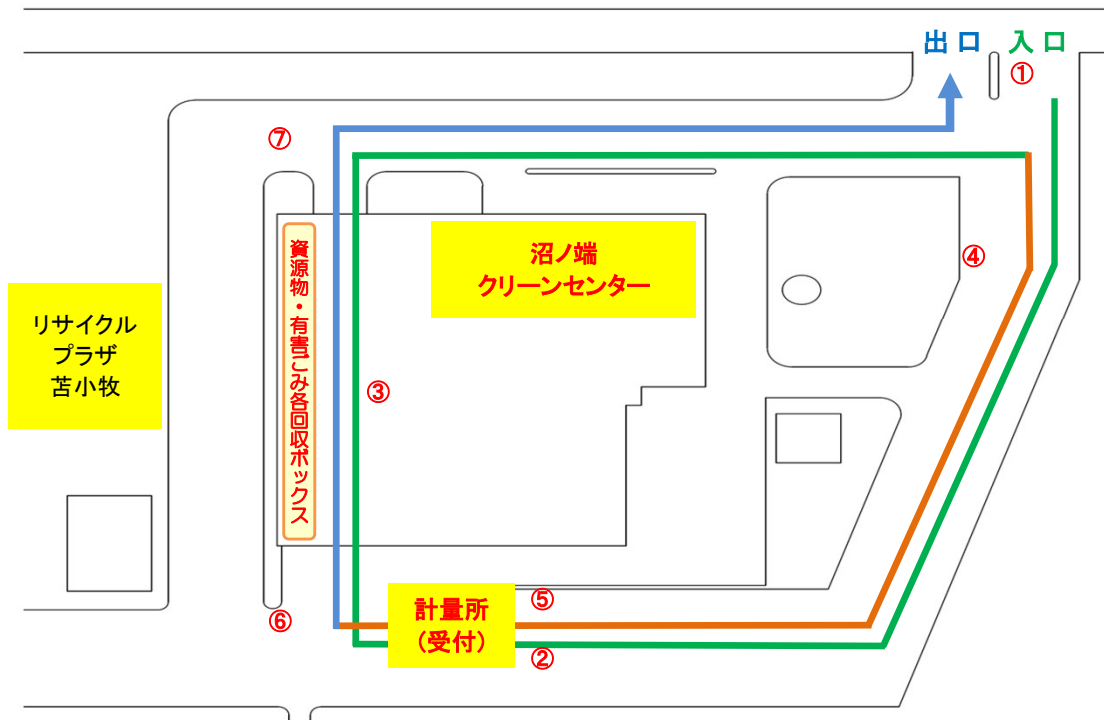 出口
入口
①
⑦
沼ノ端
クリーンセンター
④
資源物・有害ごみ各回収ボックス
リサイクル
プラザ
苫小牧
③
計量所
（受付）
⑤
⑥
②